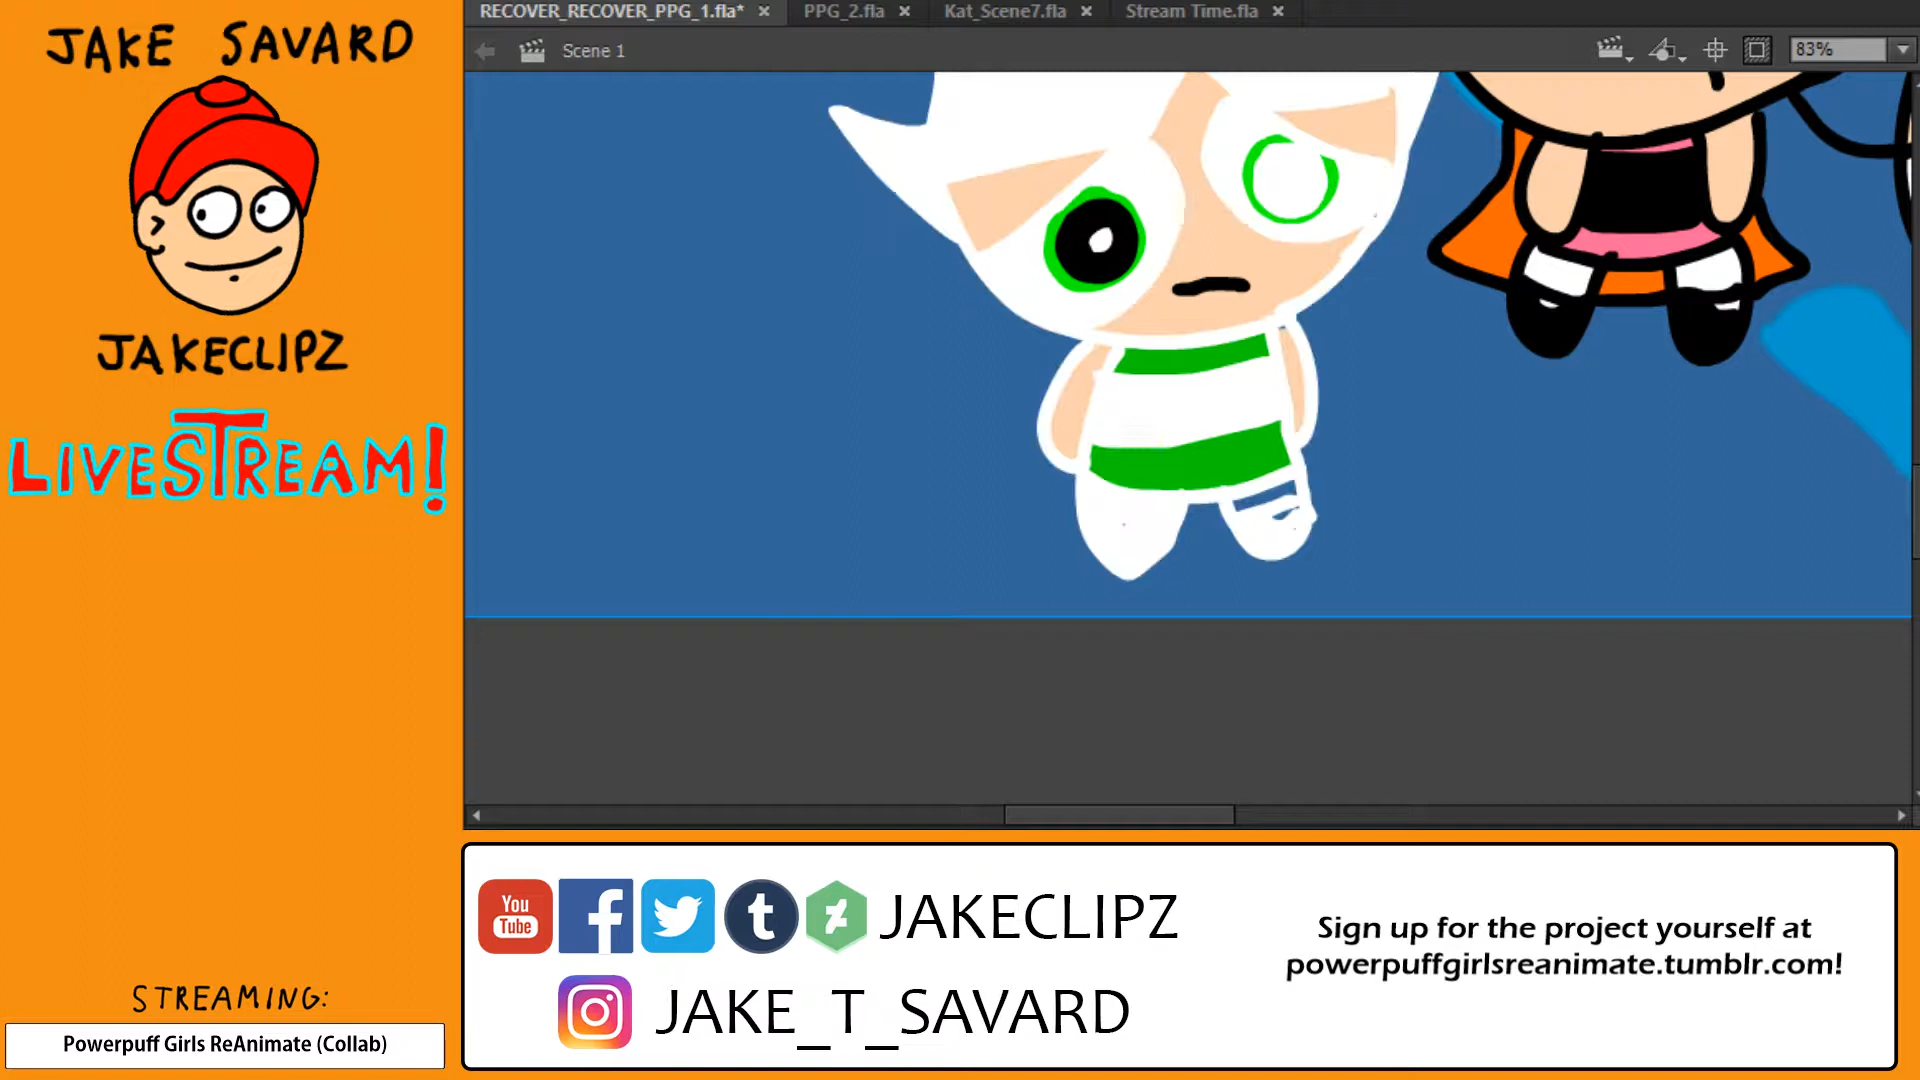 JAKE SAVARD
JAKECLIPZ
LIVESTREAM!
STREAMING:
Powerpuff Girls ReAnimate (Collab)
RECOVER_RECOVER_PPG_1.fla* ×
PPG_2.fla ×
Kat_Scene7.fla ×
Stream Time.fla ×
Scene 1
83%
You
Tube
f
t
JAKECLIPZ
JAKE_T_SAVARD
Sign up for the project yourself at
powerpuffgirlsreanimate.tumblr.com!